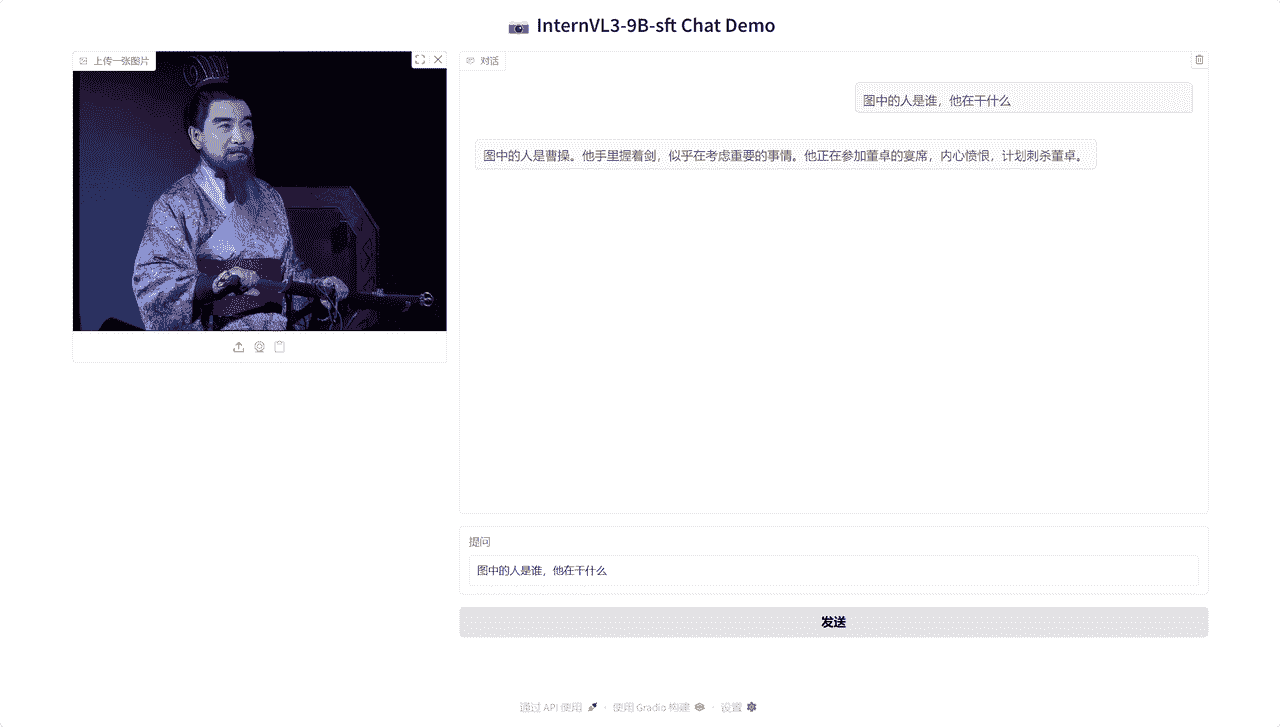 InternVL3-9B-sft Chat Demo
上传一张图片
对话
图中的人是谁，他在干什么
图中的人是曹操。他手里握着剑，似乎在考虑重要的事情。他正在参加董卓的宴席，内心愤恨，计划刺杀董卓。
提问
图中的人是谁，他在干什么
发送
通过 API 使用 · 使用 Gradio 构建 · 设置